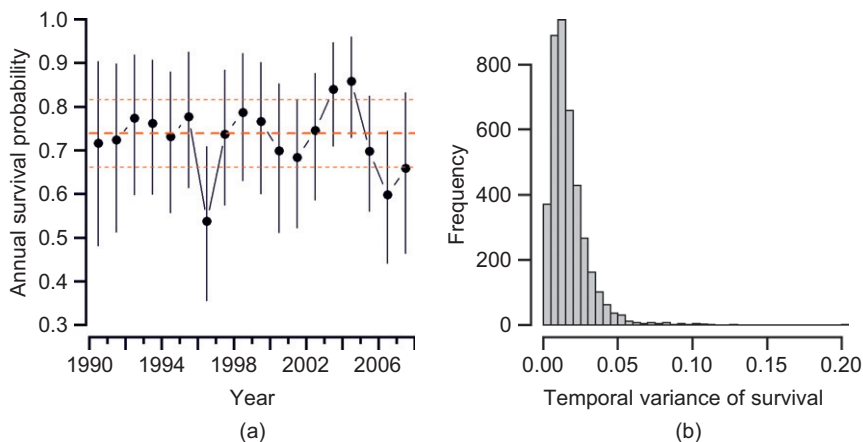 Annual survival probability
1.0
0.9
0.8
0.7
0.6
0.5
0.4
0.3
1990 1994 1998 2002 2006
Year
(a)
Frequency
800
600
400
200
0
0.00 0.05 0.10 0.15 0.20
Temporal variance of survival
(b)